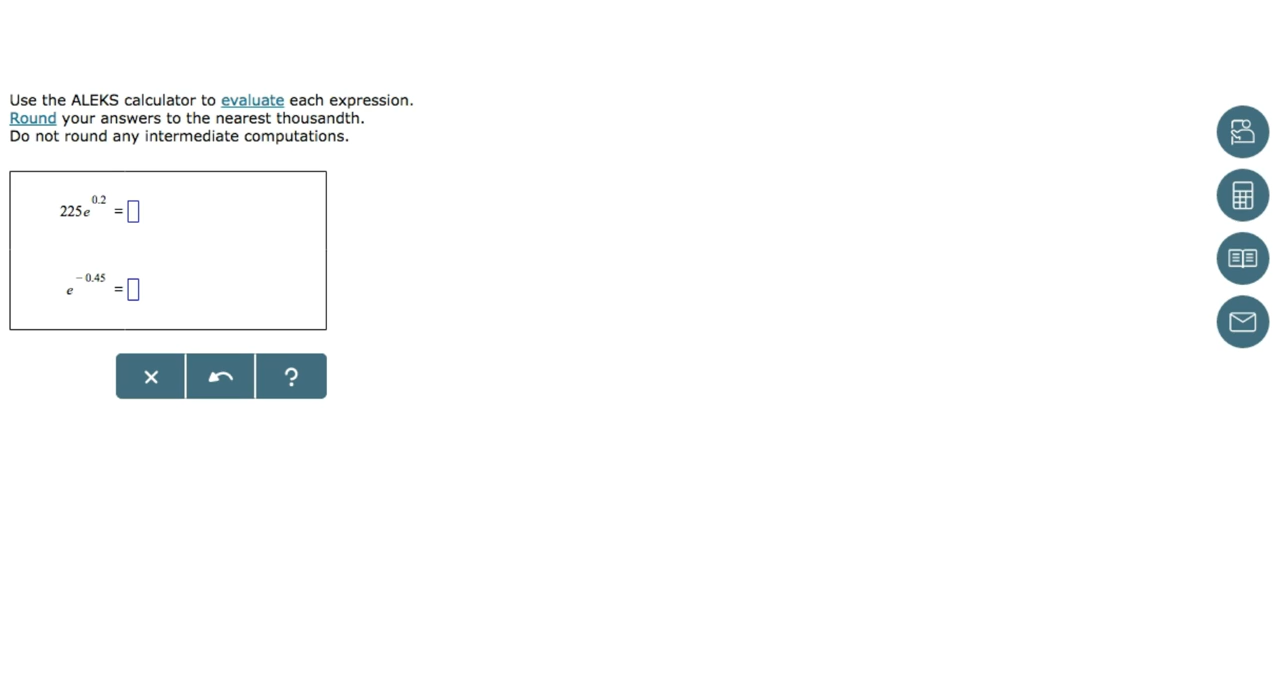 Use the ALEKS calculator to evaluate each expression.
Round your answers to the nearest thousandth.
Do not round any intermediate computations.
225e^0.2 =
e^−0.45 =
× ?